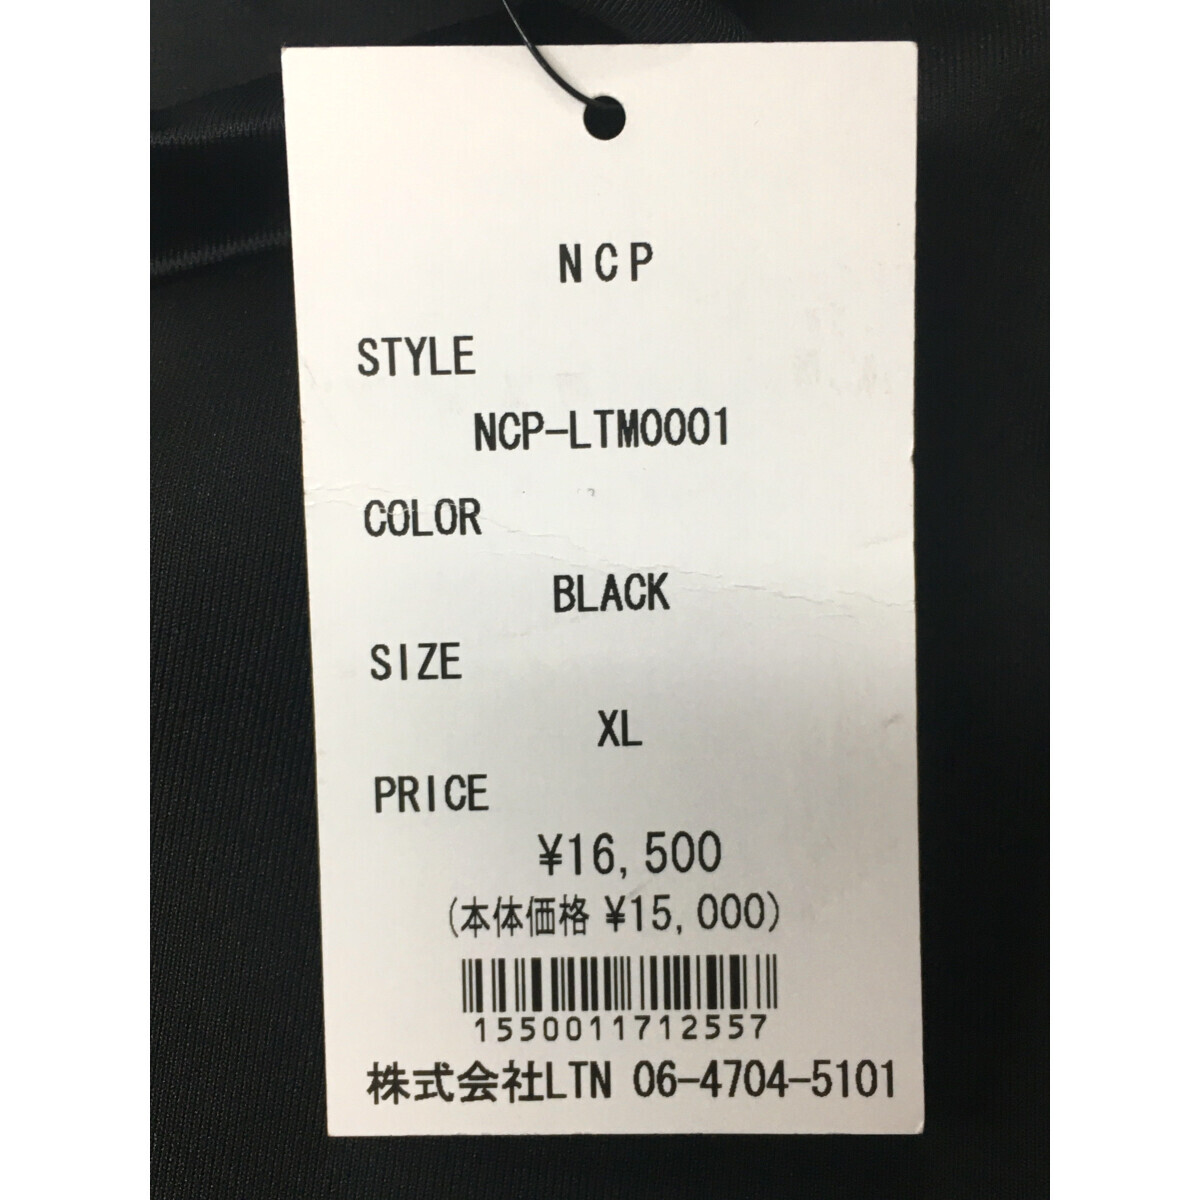 NCP
STYLE
NCP-LTM0001
COLOR
BLACK
SIZE
XL
PRICE
¥16,500
(本体価格 ¥15,000)
1550011712557
株式会社LTN 06-4704-5101